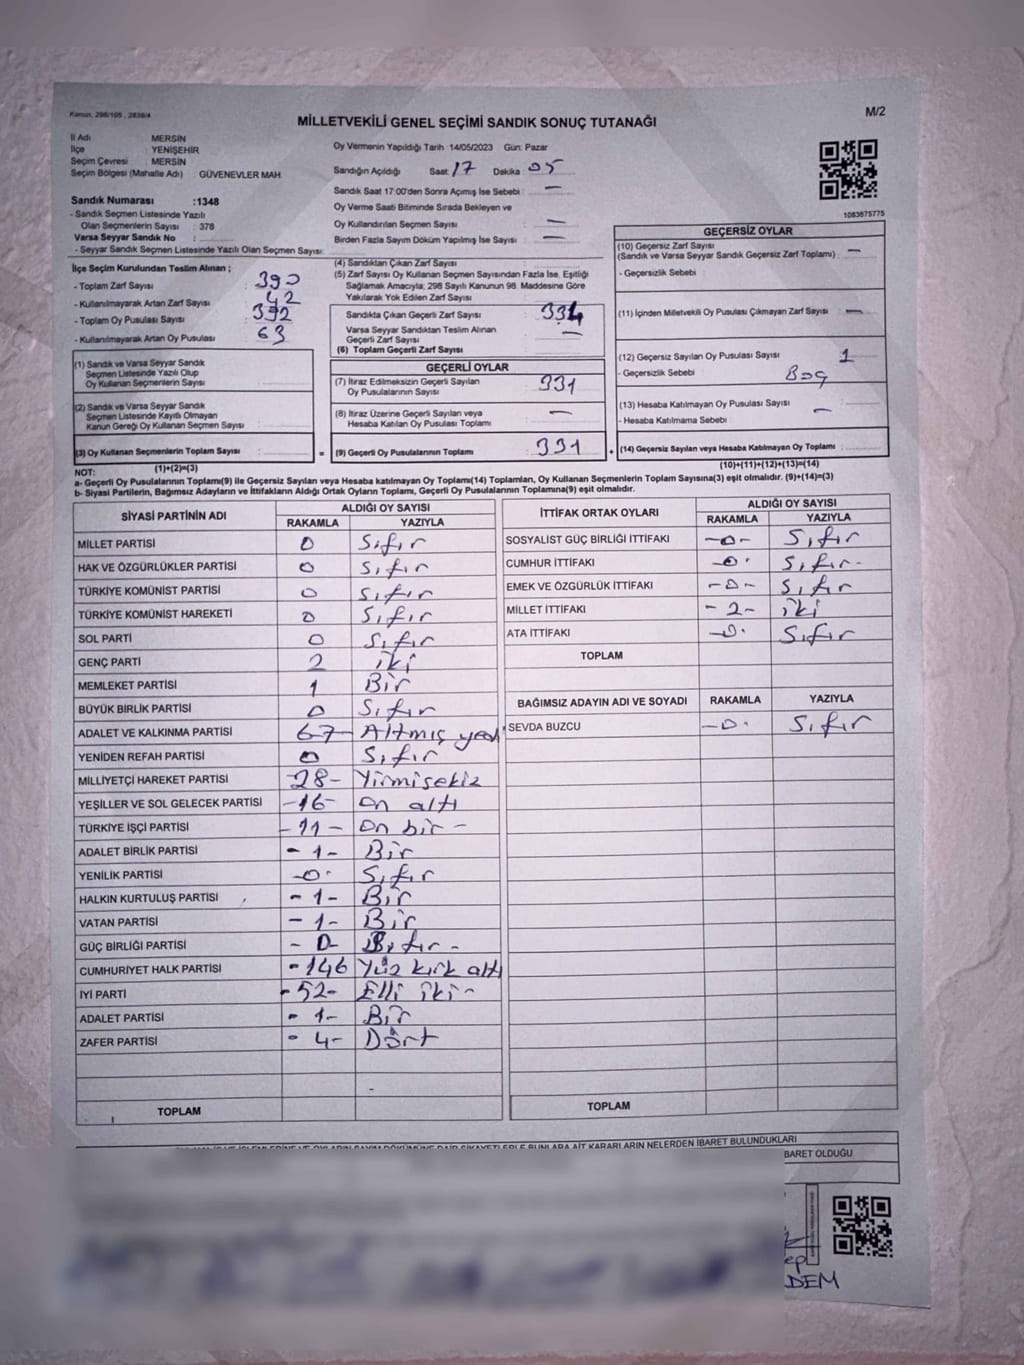 Kanun, 298/105 , 2839/4
M/2
MİLLETVEKİLİ GENEL SEÇİMİ SANDIK SONUÇ TUTANAĞI
İl Adı : MERSİN
İlçe : YENİŞEHİR
Seçim Çevresi : MERSİN
Seçim Bölgesi (Mahalle Adı) GÜVENEVLER MAH.
Oy Vermenin Yapıldığı Tarih :14/05/2023 Gün: Pazar
Sandığın Açıldığı Saat : 17 Dakika : 05
Sandık Saat 17:00'den Sonra Açımış İse Sebebi : —
Oy Verme Saati Bitiminde Sırada Bekleyen ve
Oy Kullandırılan Seçmen Sayısı : —
Birden Fazla Sayım Döküm Yapılmış İse Sayısı : —
1083675775
Sandık Numarası :1348
- Sandık Seçmen Listesinde Yazılı
Olan Seçmenlerin Sayısı : 378
Varsa Seyyar Sandık No :
- Seyyar Sandık Seçmen Listesinde Yazılı Olan Seçmen Sayısı:
İlçe Seçim Kurulundan Teslim Alınan ;
- Toplam Zarf Sayısı : 390
- Kullanılmayarak Artan Zarf Sayısı : 42
- Toplam Oy Pusulası Sayısı : 392
- Kullanılmayarak Artan Oy Pusulası : 63
(1) Sandık ve Varsa Seyyar Sandık
Seçmen Listesinde Yazılı Olup
Oy Kullanan Seçmenlerin Sayısı :
(2) Sandık ve Varsa Seyyar Sandık
Seçmen Listesinde Kayıtlı Olmayan
Kanun Gereği Oy Kullanan Seçmen Sayısı :
(3) Oy Kullanan Seçmenlerin Toplam Sayısı :
(4) Sandıktan Çıkan Zarf Sayısı :
(5) Zarf Sayısı Oy Kullanan Seçmen Sayısından Fazla İse, Eşitliği
Sağlamak Amacıyla; 298 Sayılı Kanunun 98. Maddesine Göre
Yakılarak Yok Edilen Zarf Sayısı :
Sandıkta Çıkan Geçerli Zarf Sayısı : 334
Varsa Seyyar Sandıktan Teslim Alınan
Geçerli Zarf Sayısı : —
(6) Toplam Geçerli Zarf Sayısı :
GEÇERLİ OYLAR
(7) İtiraz Edilmeksizin Geçerli Sayılan
Oy Pusulalarının Sayısı : 331
(8) İtiraz Üzerine Geçerli Sayılan veya
Hesaba Katılan Oy Pusulası Toplamı : —
= (9) Geçerli Oy Pusulalarının Toplamı : 331
GEÇERSİZ OYLAR
(10) Geçersiz Zarf Sayısı
(Sandık ve Varsa Seyyar Sandık Geçersiz Zarf Toplamı) : —
- Geçersizlik Sebebi :
(11) İçinden Milletvekili Oy Pusulası Çıkmayan Zarf Sayısı : —
(12) Geçersiz Sayılan Oy Pusulası Sayısı : 1
- Geçersizlik Sebebi :
(13) Hesaba Katılmayan Oy Pusulası Sayısı : —
- Hesaba Katılmama Sebebi :
+ (14) Geçersiz Sayılan veya Hesaba Katılmayan Oy Toplamı :
NOT: (1)+(2)=(3)
(10)+(11)+(12)+(13)=(14)
a- Geçerli Oy Pusulalarının Toplamı(9) ile Geçersiz Sayılan veya Hesaba katılmayan Oy Toplamı(14) Toplamları, Oy Kullanan Seçmenlerin Toplam Sayısına(3) eşit olmalıdır. (9)+(14)=(3)
b- Siyasi Partilerin, Bağımsız Adayların ve İttifakların Aldığı Ortak Oyların Toplamı, Geçerli Oy Pusulalarının Toplamına(9) eşit olmalıdır.
SİYASİ PARTİNİN ADI ALDIĞI OY SAYISI
RAKAMLA YAZIYLA
MİLLET PARTİSİ 0 Sıfır
HAK VE ÖZGÜRLÜKLER PARTİSİ 0 Sıfır
TÜRKİYE KOMÜNİST PARTİSİ 0 Sıfır
TÜRKİYE KOMÜNİST HAREKETİ 0 Sıfır
SOL PARTİ 0 Sıfır
GENÇ PARTİ 2 iki
MEMLEKET PARTİSİ 1 Bir
BÜYÜK BİRLİK PARTİSİ 0 Sıfır
ADALET VE KALKINMA PARTİSİ 67- Altmış yedi
YENİDEN REFAH PARTİSİ 0 Sıfır
MİLLİYETÇİ HAREKET PARTİSİ -28- Yirmisekiz
YEŞİLLER VE SOL GELECEK PARTİSİ -16- On altı
TÜRKİYE İŞÇİ PARTİSİ -11- On bir -
ADALET BİRLİK PARTİSİ -1- Bir
YENİLİK PARTİSİ -0- Sıfır
HALKIN KURTULUŞ PARTİSİ -1- Bir
VATAN PARTİSİ -1- Bir
GÜÇ BİRLİĞİ PARTİSİ -0- Sıfır -
CUMHURİYET HALK PARTİSİ -146 Yüz kırk altı
İYİ PARTİ -52- Elli iki -
ADALET PARTİSİ -1- Bir
ZAFER PARTİSİ -4- Dört
TOPLAM
İTTİFAK ORTAK OYLARI ALDIĞI OY SAYISI
RAKAMLA YAZIYLA
SOSYALİST GÜÇ BİRLİĞİ İTTİFAKI -0- Sıfır
CUMHUR İTTİFAKI -0- Sıfır-
EMEK VE ÖZGÜRLÜK İTTİFAKI -0- Sıfır
MİLLET İTTİFAKI -2- iki
ATA İTTİFAKI -0- Sıfır
TOPLAM
BAĞIMSIZ ADAYIN ADI VE SOYADI RAKAMLA YAZIYLA
SEVDA BUZCU -0- Sıfır
TOPLAM
KARARLARIN NELERDEN İBARET BULUNDUKLARI
BARET OLDUĞU
DEM